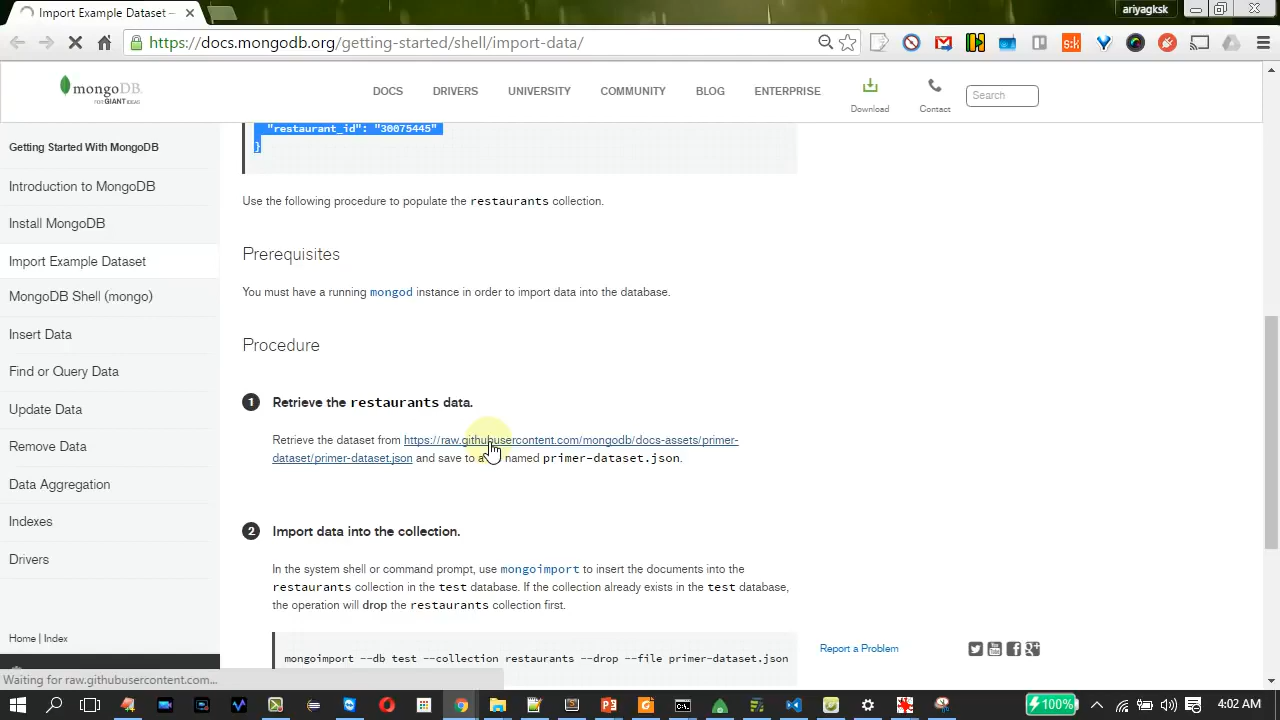 Import Example Dataset –
ariyagksk
https://docs.mongodb.org/getting-started/shell/import-data/
mongoDB
FOR GIANT IDEAS
DOCS
DRIVERS
UNIVERSITY
COMMUNITY
BLOG
ENTERPRISE
Download
Contact
Search
Getting Started With MongoDB
Introduction to MongoDB
Install MongoDB
Import Example Dataset
MongoDB Shell (mongo)
Insert Data
Find or Query Data
Update Data
Remove Data
Data Aggregation
Indexes
Drivers
Home | Index
"restaurant_id": "30075445"
}
Use the following procedure to populate the restaurants collection.
Prerequisites
You must have a running mongod instance in order to import data into the database.
Procedure
1 Retrieve the restaurants data.
Retrieve the dataset from https://raw.githubusercontent.com/mongodb/docs-assets/primer-
dataset/primer-dataset.json and save to a named primer-dataset.json.
2 Import data into the collection.
In the system shell or command prompt, use mongoimport to insert the documents into the
restaurants collection in the test database. If the collection already exists in the test database,
the operation will drop the restaurants collection first.
mongoimport --db test --collection restaurants --drop --file primer-dataset.json
Report a Problem
Waiting for raw.githubusercontent.com...
100%
4:02 AM